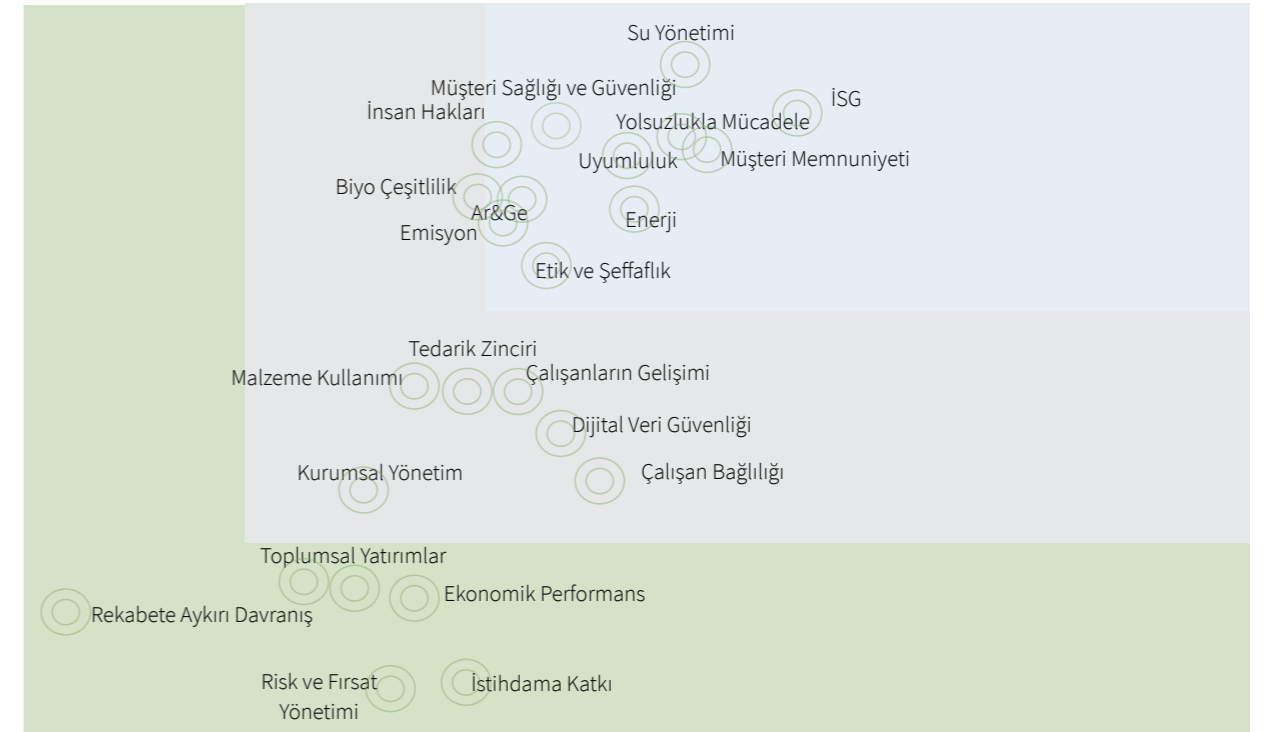 Su Yönetimi
Müşteri Sağlığı ve Güvenliği
İSG
İnsan Hakları
Yolsuzlukla Mücadele
Uyumluluk
Müşteri Memnuniyeti
Biyo Çeşitlilik
Ar&Ge
Enerji
Emisyon
Etik ve Şeffaflık
Tedarik Zinciri
Çalışanların Gelişimi
Malzeme Kullanımı
Dijital Veri Güvenliği
Kurumsal Yönetim
Çalışan Bağlılığı
Toplumsal Yatırımlar
Ekonomik Performans
Rekabete Aykırı Davranış
Risk ve Fırsat
Yönetimi
İstihdama Katkı